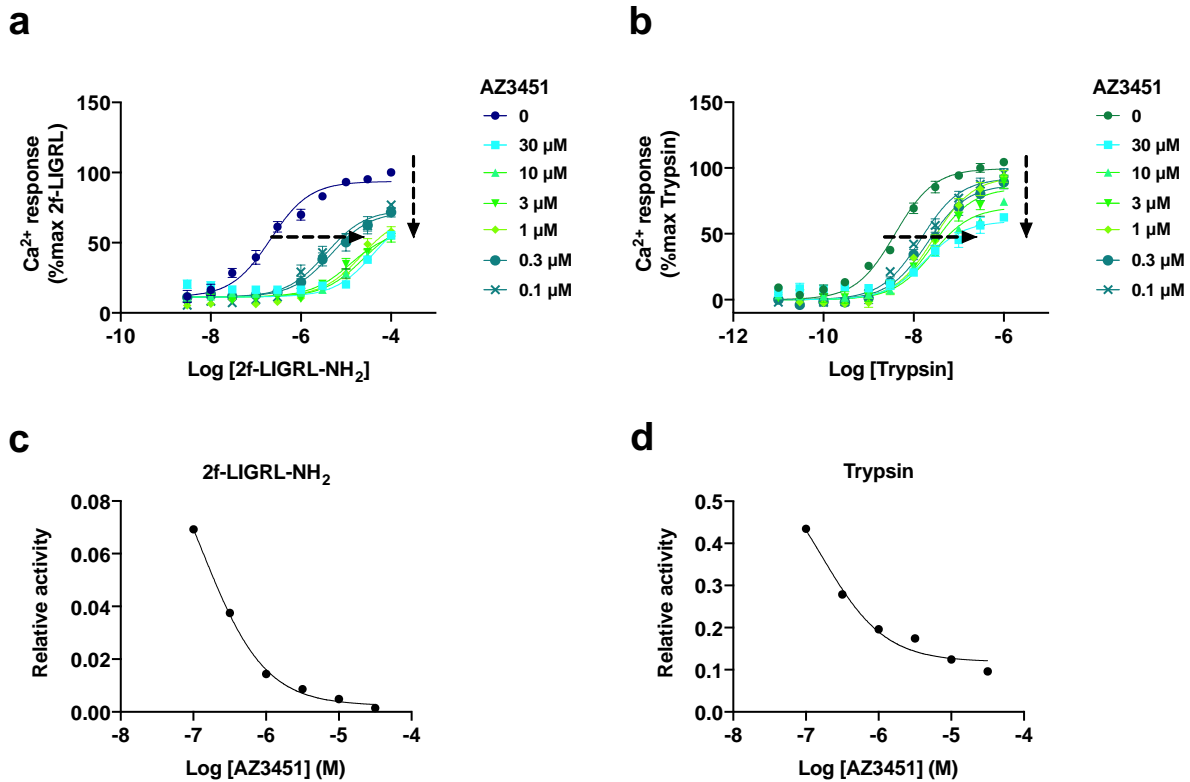 a
Ca2+ response
(%max 2f-LIGRL)
150
100
50
0
-10
-8
-6
-4
Log [2f-LIGRL-NH2]
AZ3451
0
30 μM
10 μM
3 μM
1 μM
0.3 μM
0.1 μM
b
Ca2+ response
(%max Trypsin)
150
100
50
0
-12
-10
-8
-6
Log [Trypsin]
AZ3451
0
30 μM
10 μM
3 μM
1 μM
0.3 μM
0.1 μM
c
2f-LIGRL-NH2
Relative activity
0.08
0.06
0.04
0.02
0.00
-8
-7
-6
-5
-4
Log [AZ3451] (M)
d
Trypsin
Relative activity
0.5
0.4
0.3
0.2
0.1
0.0
-8
-7
-6
-5
-4
Log [AZ3451] (M)